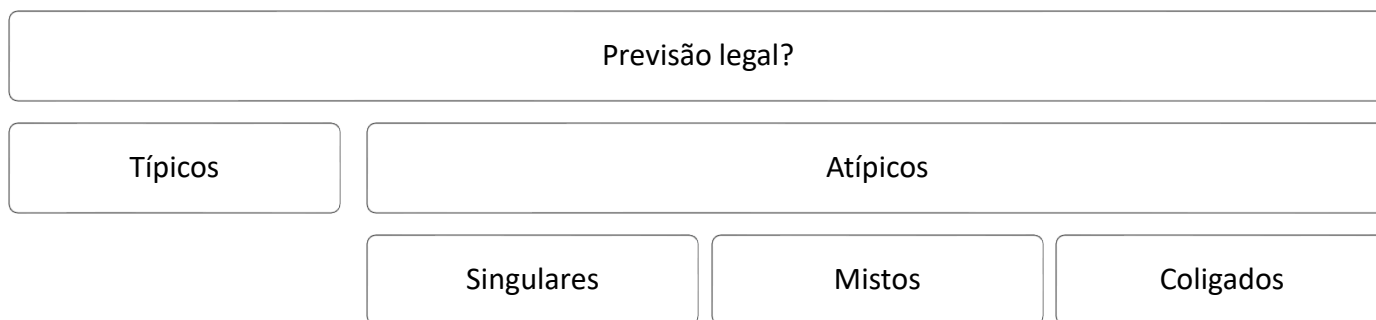 Previsão legal?
Típicos
Atípicos
Singulares
Mistos
Coligados